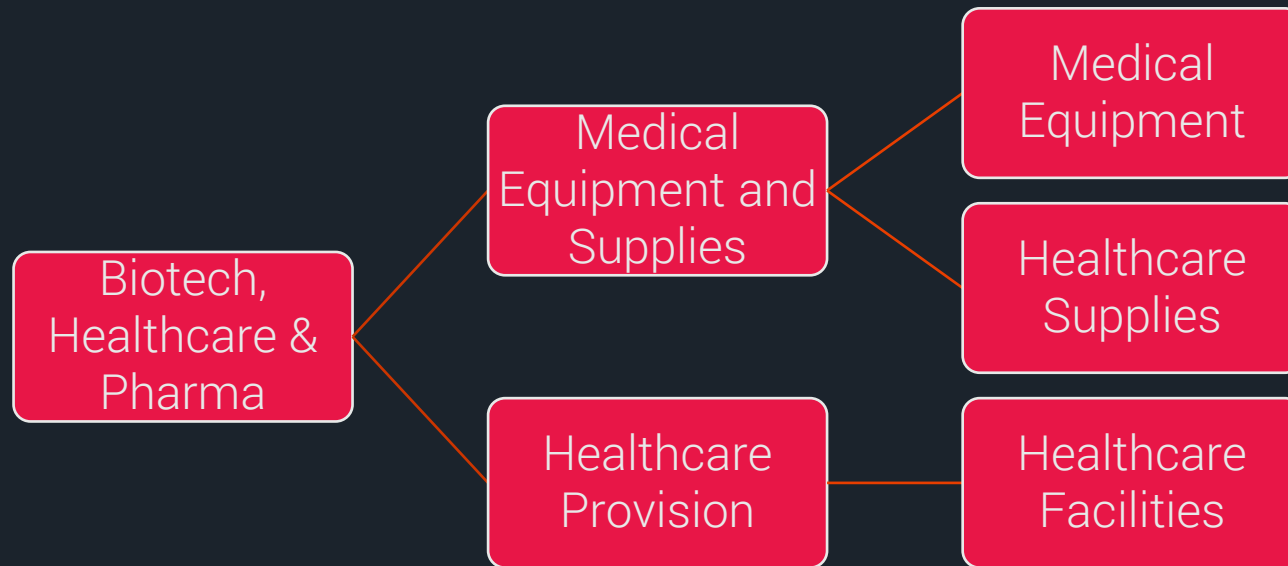 Biotech,
Healthcare &
Pharma
Medical
Equipment and
Supplies
Medical
Equipment
Healthcare
Supplies
Healthcare
Provision
Healthcare
Facilities